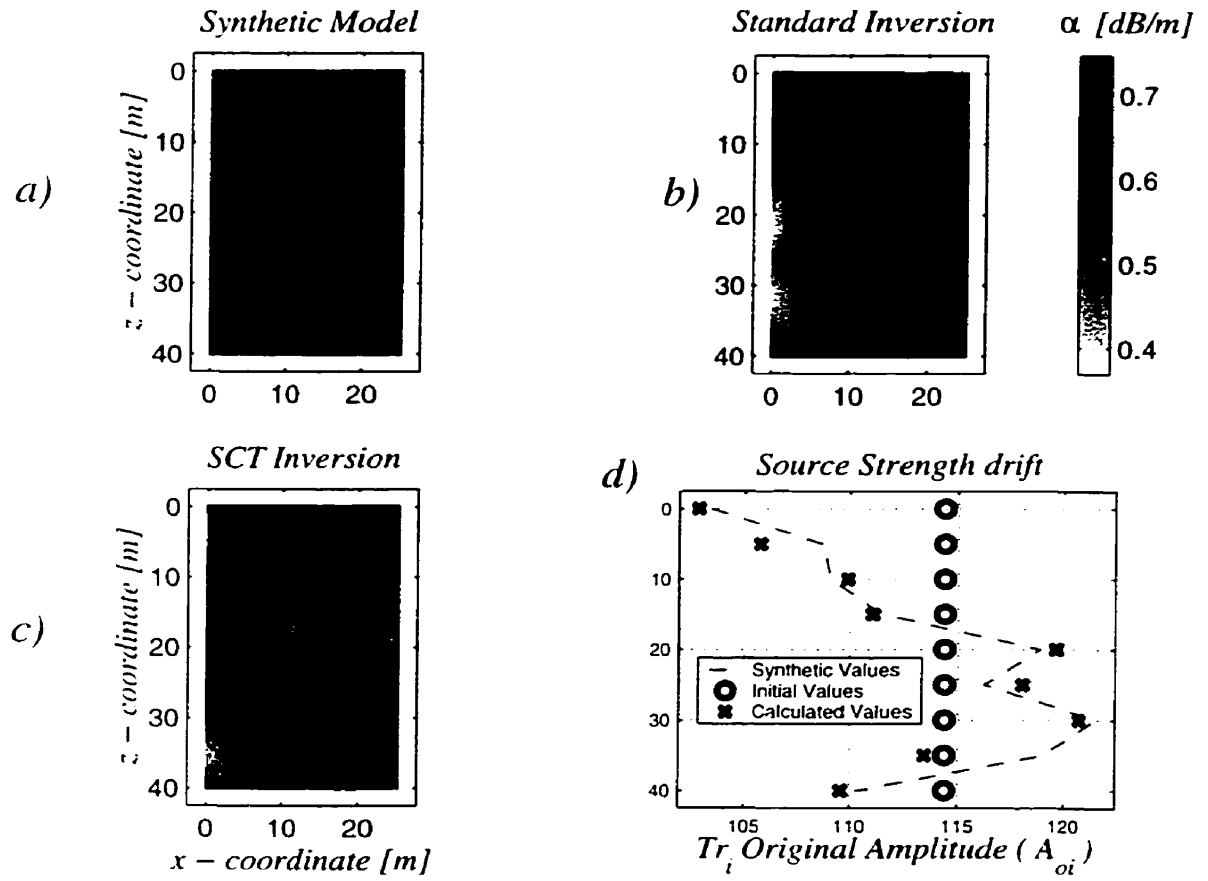 Synthetic Model
Standard Inversion
α [dB/m]
a)
z - coordinate [m]
0
10
20
30
40
0 10 20
b)
0
10
20
30
40
0 10 20
0.7
0.6
0.5
0.4
SCT Inversion
c)
z - coordinate [m]
0
10
20
30
40
0 10 20
x - coordinate [m]
d)
Source Strength drift
0
10
20
30
40
Synthetic Values
Initial Values
Calculated Values
105 110 115 120
Tr_i Original Amplitude ( A_oi )